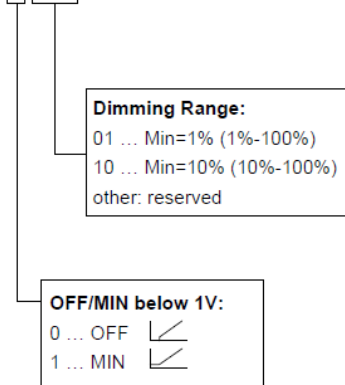 Dimming Range:
01 ... Min=1% (1%-100%)
10 ... Min=10% (10%-100%)
other: reserved
OFF/MIN below 1V:
0 ... OFF
1 ... MIN